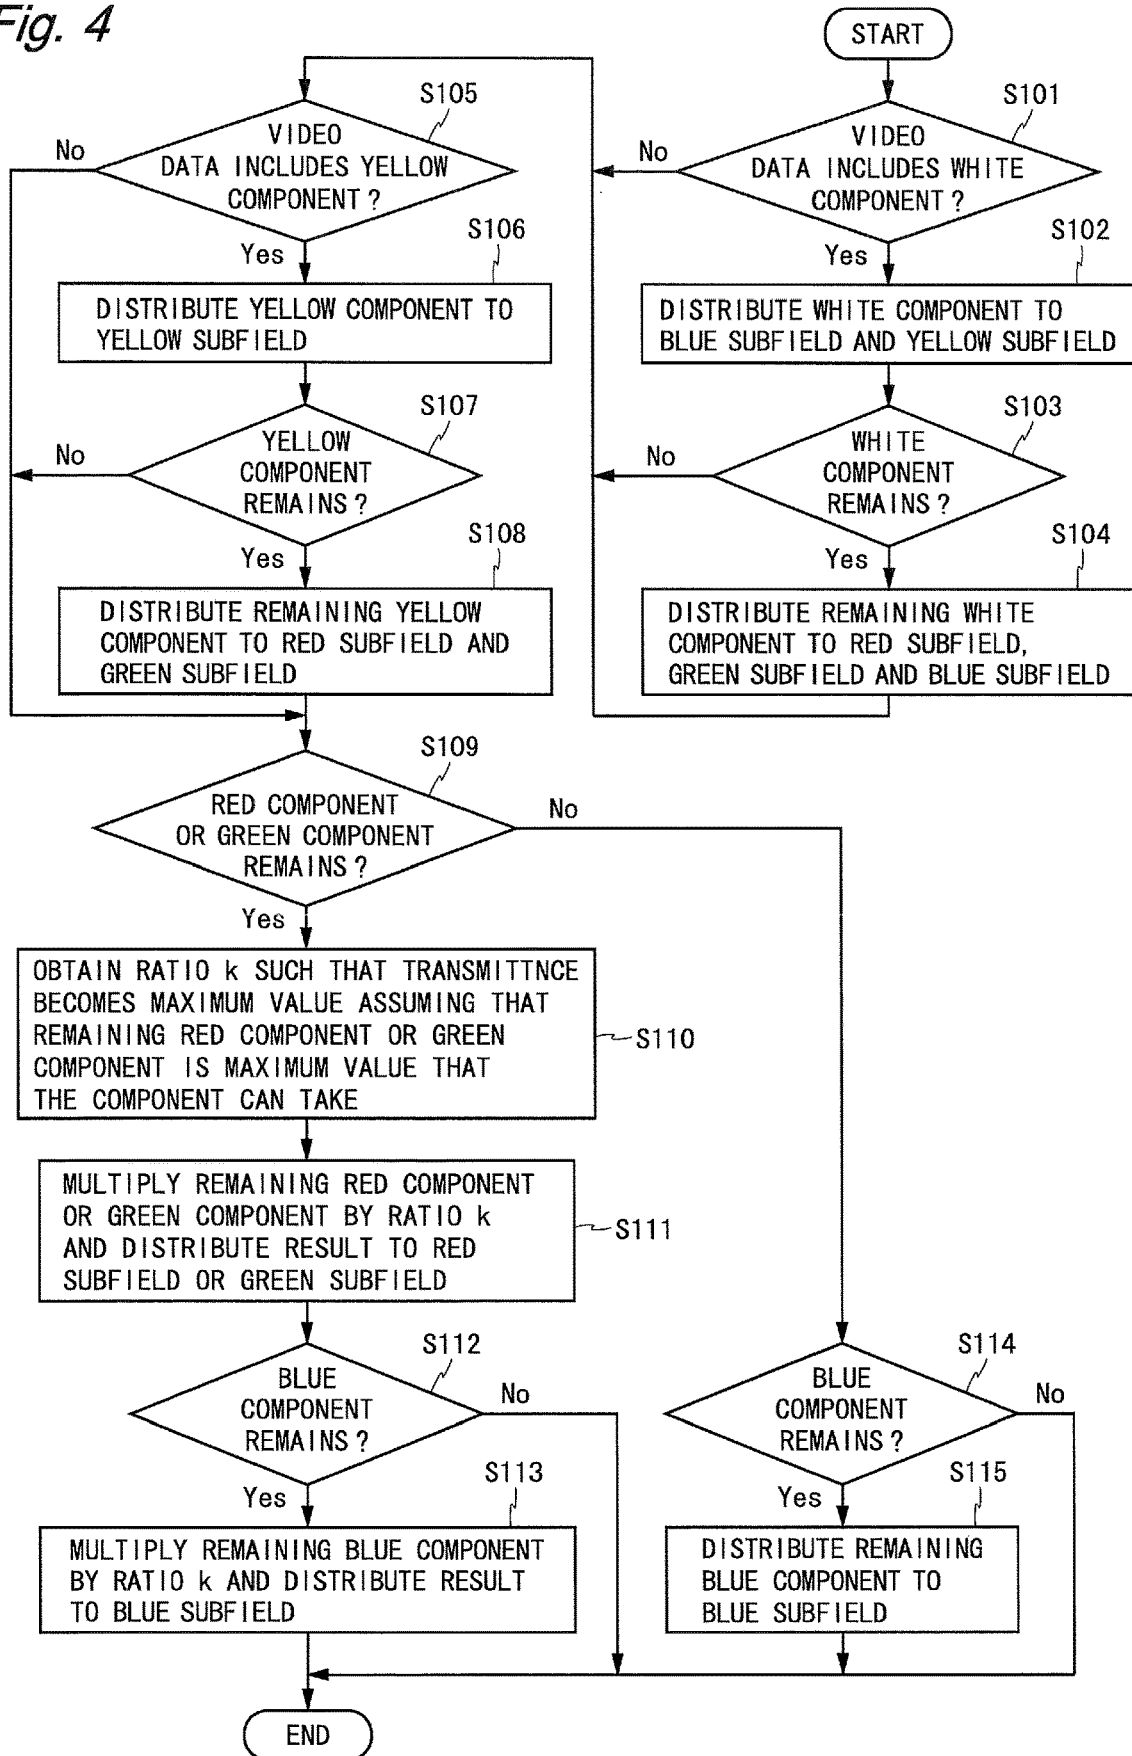 Fig. 4
START
S101
VIDEO
DATA INCLUDES WHITE
COMPONENT?
No
Yes
S102
DISTRIBUTE WHITE COMPONENT TO
BLUE SUBFIELD AND YELLOW SUBFIELD
S103
WHITE
COMPONENT
REMAINS?
No
Yes
S104
DISTRIBUTE REMAINING WHITE
COMPONENT TO RED SUBFIELD,
GREEN SUBFIELD AND BLUE SUBFIELD
S105
VIDEO
DATA INCLUDES YELLOW
COMPONENT?
No
Yes
S106
DISTRIBUTE YELLOW COMPONENT TO
YELLOW SUBFIELD
S107
YELLOW
COMPONENT
REMAINS?
No
Yes
S108
DISTRIBUTE REMAINING YELLOW
COMPONENT TO RED SUBFIELD AND
GREEN SUBFIELD
S109
RED COMPONENT
OR GREEN COMPONENT
REMAINS?
No
Yes
OBTAIN RATIO k SUCH THAT TRANSMITTNCE
BECOMES MAXIMUM VALUE ASSUMING THAT
REMAINING RED COMPONENT OR GREEN
COMPONENT IS MAXIMUM VALUE THAT
THE COMPONENT CAN TAKE
S110
MULTIPLY REMAINING RED COMPONENT
OR GREEN COMPONENT BY RATIO k
AND DISTRIBUTE RESULT TO RED
SUBFIELD OR GREEN SUBFIELD
S111
S112
BLUE
COMPONENT
REMAINS?
No
Yes
S113
MULTIPLY REMAINING BLUE COMPONENT
BY RATIO k AND DISTRIBUTE RESULT
TO BLUE SUBFIELD
S114
BLUE
COMPONENT
REMAINS?
No
Yes
S115
DISTRIBUTE REMAINING
BLUE COMPONENT TO
BLUE SUBFIELD
END